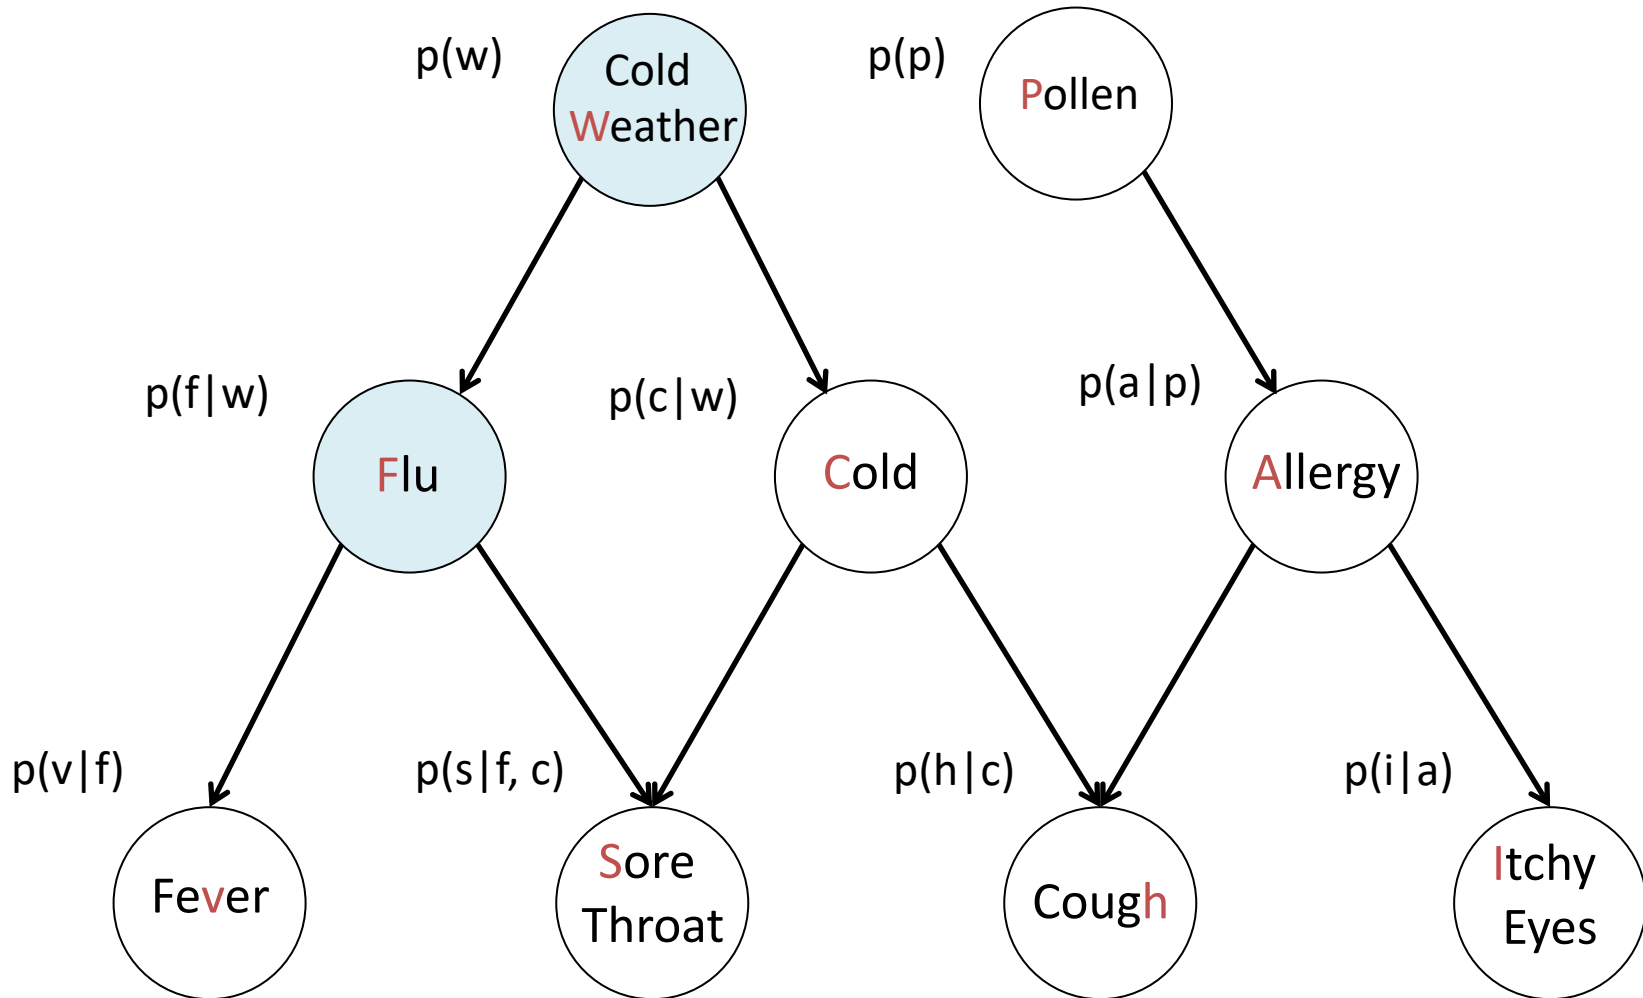 p(w)
Cold
Weather
p(p)
Pollen
p(f|w)
Flu
p(c|w)
Cold
p(a|p)
Allergy
p(v|f)
Fever
p(s|f, c)
Sore
Throat
p(h|c)
Cough
p(i|a)
Itchy
Eyes